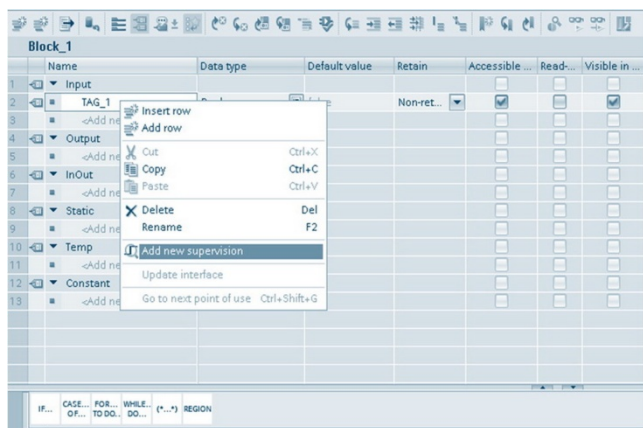 Block_1
Name Data type Default value Retain Accessible ... Read-... Visible in ...
1 Input
2 TAG_1 Non-ret...
3 <Add ne
4 Output
5 <Add ne
6 InOut
7 <Add ne
8 Static
9 <Add ne
10 Temp
11 <Add ne
12 Constant
13 <Add ne
Insert row
Add row
Cut Ctrl+X
Copy Ctrl+C
Paste Ctrl+V
Delete Del
Rename F2
Add new supervision
Update interface
Go to next point of use Ctrl+Shift+G
IF... CASE... OF... FOR... TO DO.. WHILE.. DO... (*...*) REGION